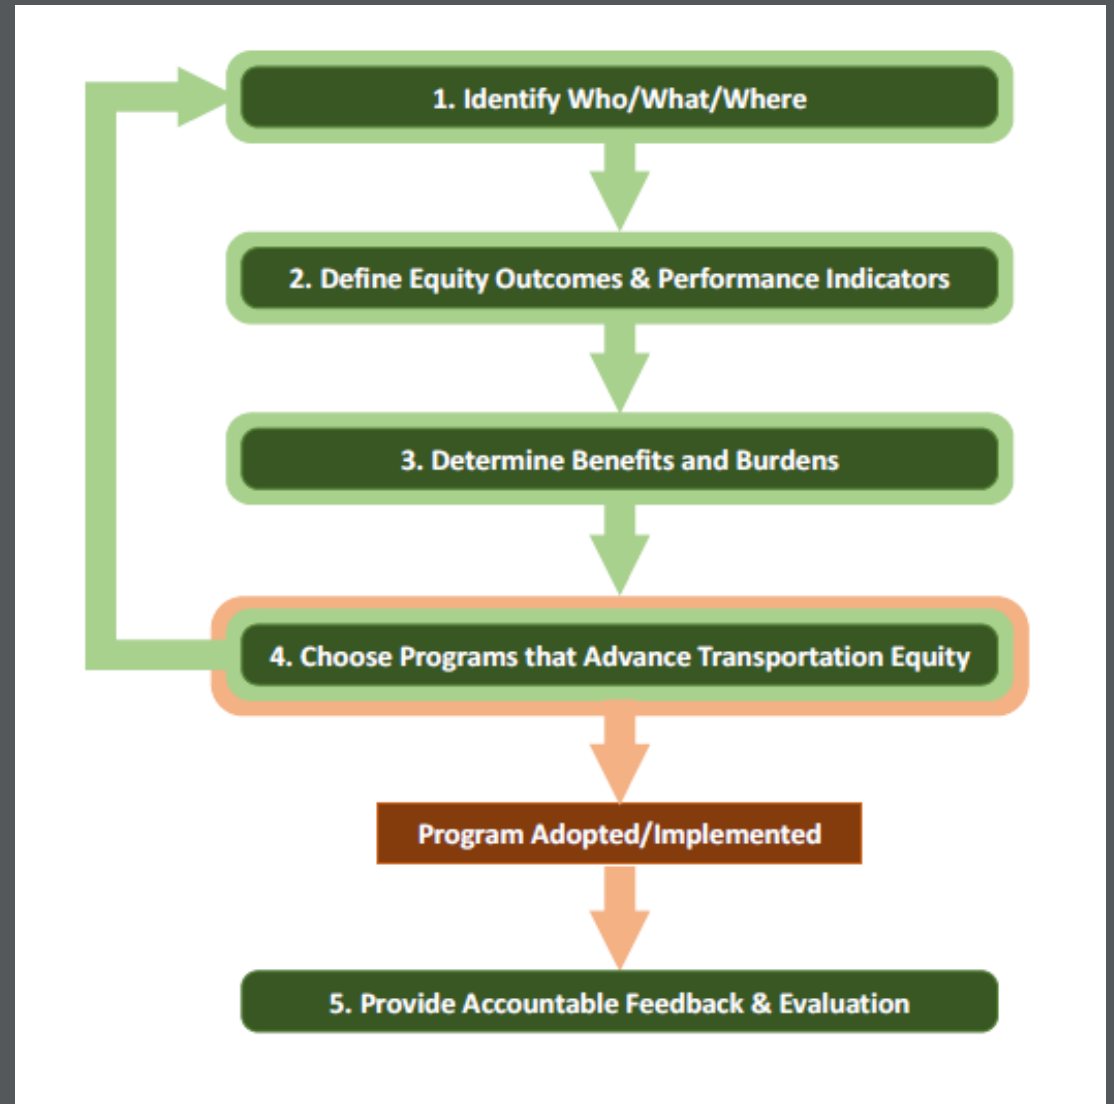 1. Identify Who/What/Where
2. Define Equity Outcomes & Performance Indicators
3. Determine Benefits and Burdens
4. Choose Programs that Advance Transportation Equity
Program Adopted/Implemented
5. Provide Accountable Feedback & Evaluation